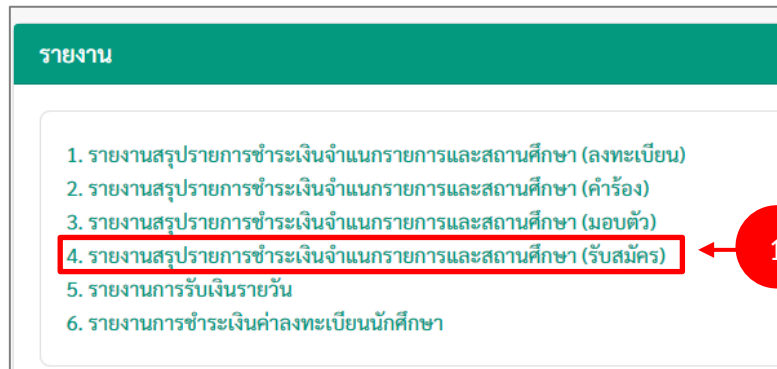 รายงาน
1. รายงานสรุปรายการชำระเงินจำแนกรายการและสถานศึกษา (ลงทะเบียน)
2. รายงานสรุปรายการชำระเงินจำแนกรายการและสถานศึกษา (คำร้อง)
3. รายงานสรุปรายการชำระเงินจำแนกรายการและสถานศึกษา (มอบตัว)
4. รายงานสรุปรายการชำระเงินจำแนกรายการและสถานศึกษา (รับสมัคร)
1
5. รายงานการรับเงินรายวัน
6. รายงานการชำระเงินค่าลงทะเบียนนักศึกษา